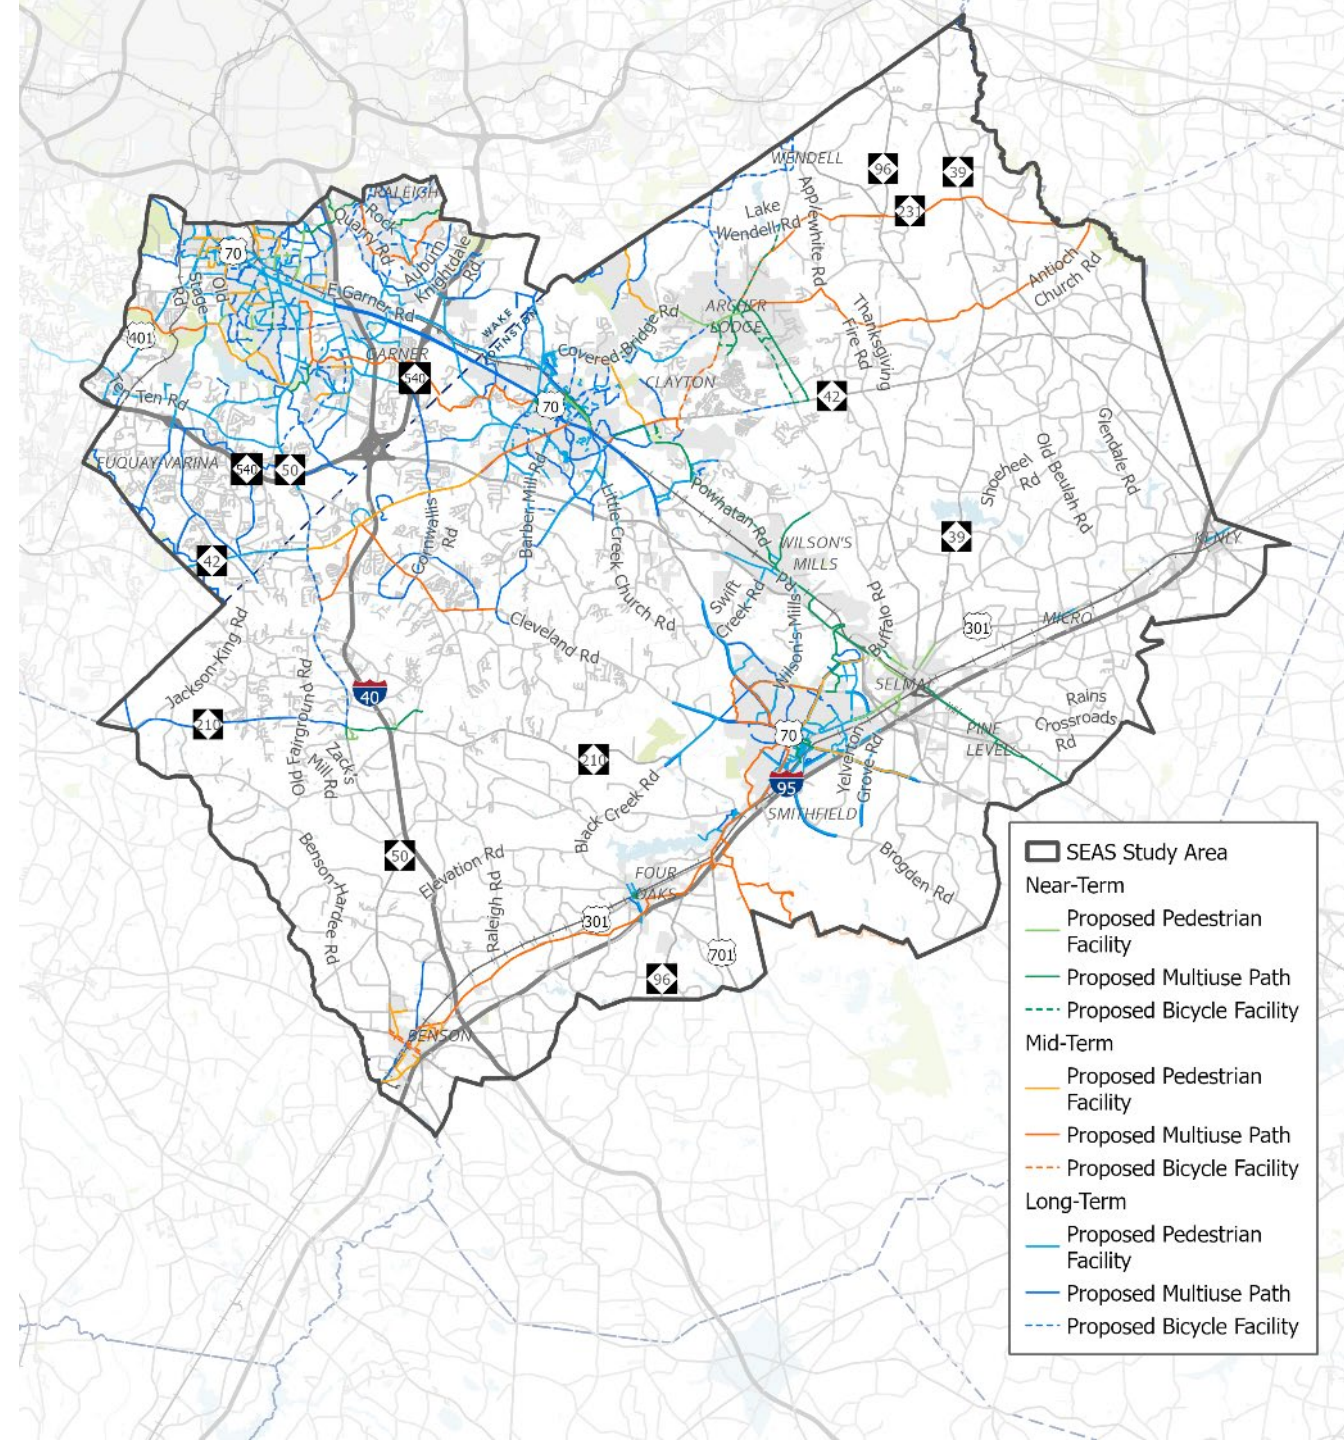 WENDELL
96
39
231
RALEIGH
Rock
Quarry Rd
Applewhite Rd
Lake
Wendell Rd
70
Auburn
Knightdale
Rd
Old
Stage
Rd
E Garner Rd
Antioch
Church Rd
WAKE
JOHNSTON
ARCHER
LODGE
Thanksgiving
Fire Rd
401
GARNER
Covered Bridge Rd
540
CLAYTON
Ten Ten Rd
70
42
FUQUAY-VARINA
540
50
Glendale Rd
Old Beulah Rd
Shoeheel
Rd
Barber Mill Rd
Powhatan Rd
Little Creek Church Rd
Cornwallis
Rd
39
KENLY
42
WILSON'S
MILLS
Swift
Creek Rd
Wilson's Mills Rd
Buffalo Rd
301
MICRO
Cleveland Rd
Jackson-King Rd
40
SELMA
Rains
Crossroads
Rd
210
Old Fairground Rd
Zack's
Mill Rd
70
PINE
LEVEL
210
Yelverton
Grove Rd
95
Black Creek Rd
SMITHFIELD
50
Benson-Hardee Rd
Elevation Rd
FOUR
OAKS
Brogden Rd
Raleigh Rd
301
701
96
BENSON
SEAS Study Area
Near-Term
Proposed Pedestrian
Facility
Proposed Multiuse Path
Proposed Bicycle Facility
Mid-Term
Proposed Pedestrian
Facility
Proposed Multiuse Path
Proposed Bicycle Facility
Long-Term
Proposed Pedestrian
Facility
Proposed Multiuse Path
Proposed Bicycle Facility